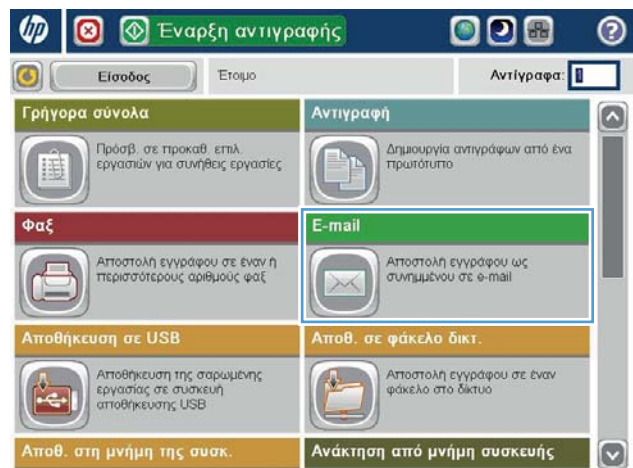 hp
Έναρξη αντιγραφής
?
Είσοδος
Έτοιμο
Αντίγραφα: 1
Γρήγορα σύνολα
Αντιγραφή
Πρόσβ. σε προκαθ. επιλ.
εργασιών για συνήθεις εργασίες
Δημιουργία αντιγράφων από ένα
πρωτότυπο
Φαξ
E-mail
Αποστολή εγγράφου σε έναν ή
περισσότερους αριθμούς φαξ
Αποστολή εγγράφου ως
συνημμένου σε e-mail
Αποθήκευση σε USB
Αποθ. σε φάκελο δικτ.
Αποθήκευση της σαρωμένης
εργασίας σε συσκευή
αποθήκευσης USB
Αποστολή εγγράφου σε έναν
φάκελο στο δίκτυο
Αποθ. στη μνήμη της συσκ.
Ανάκτηση από μνήμη συσκευής